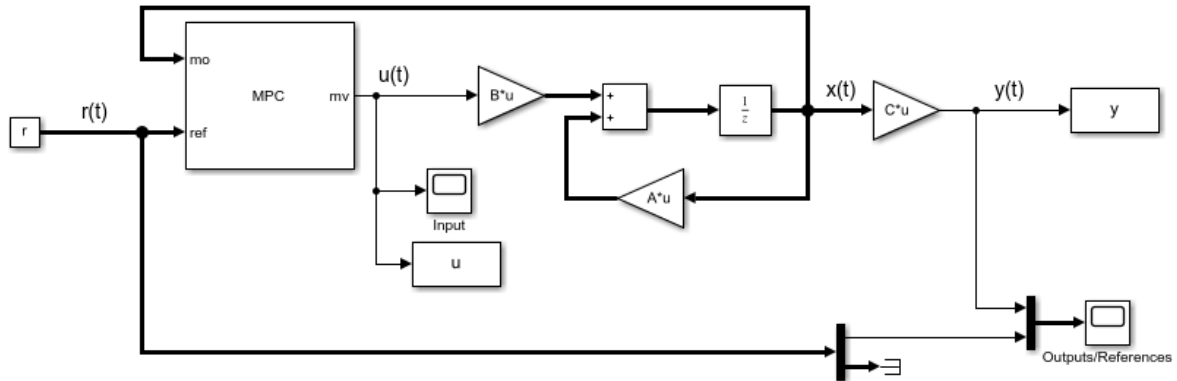 mo
MPC
mv
ref
r
r(t)
u(t)
B*u
+
+
1
z
A*u
x(t)
C*u
y(t)
y
Input
u
Outputs/References